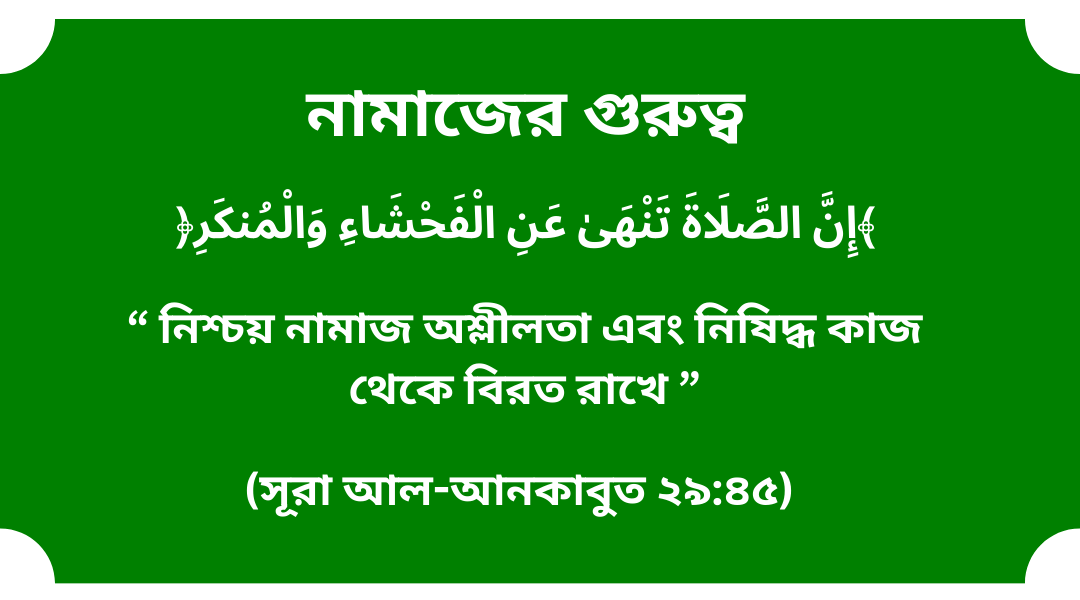 নামাজের গুরুত্ব
﴿إِنَّ الصَّلَاةَ تَنْهَىٰ عَنِ الْفَحْشَاءِ وَالْمُنكَرِ﴾
“ নিশ্চয় নামাজ অশ্লীলতা এবং নিষিদ্ধ কাজ
থেকে বিরত রাখে ”
(সূরা আল-আনকাবুত ২৯:৪৫)